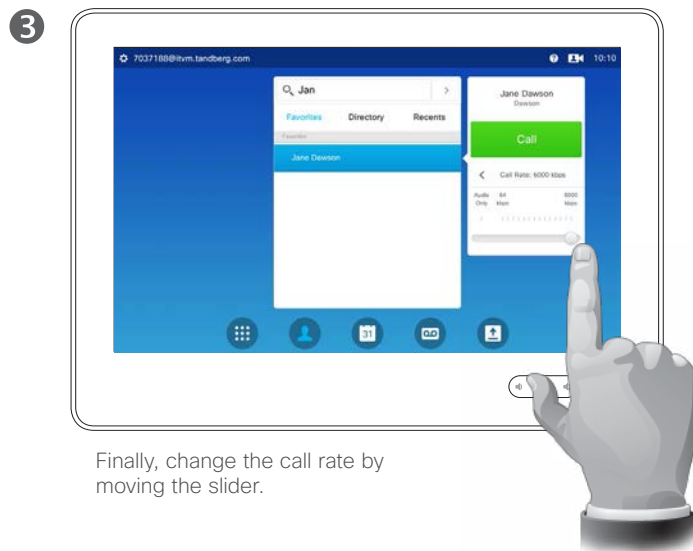 3
7037188@itvm.tandberg.com
10:10
Jan
Favorites Directory Recents
Favorites
Jane Dawson
Jane Dawson
Dawson
Call
Call Rate: 6000 kbps
Audio Only 64 kbps 6000 kbps
31
Finally, change the call rate by
moving the slider.